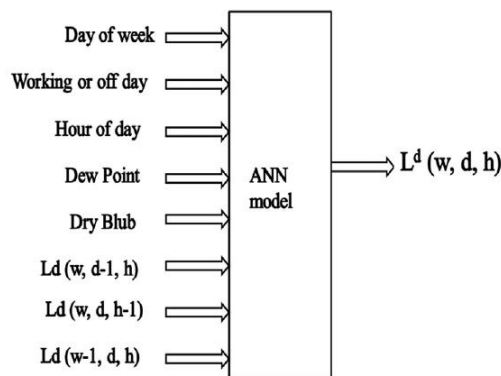 Day of week
Working or off day
Hour of day
Dew Point
Dry Blub
Ld (w, d-1, h)
Ld (w, d, h-1)
Ld (w-1, d, h)
ANN
model
Lᵈ (w, d, h)